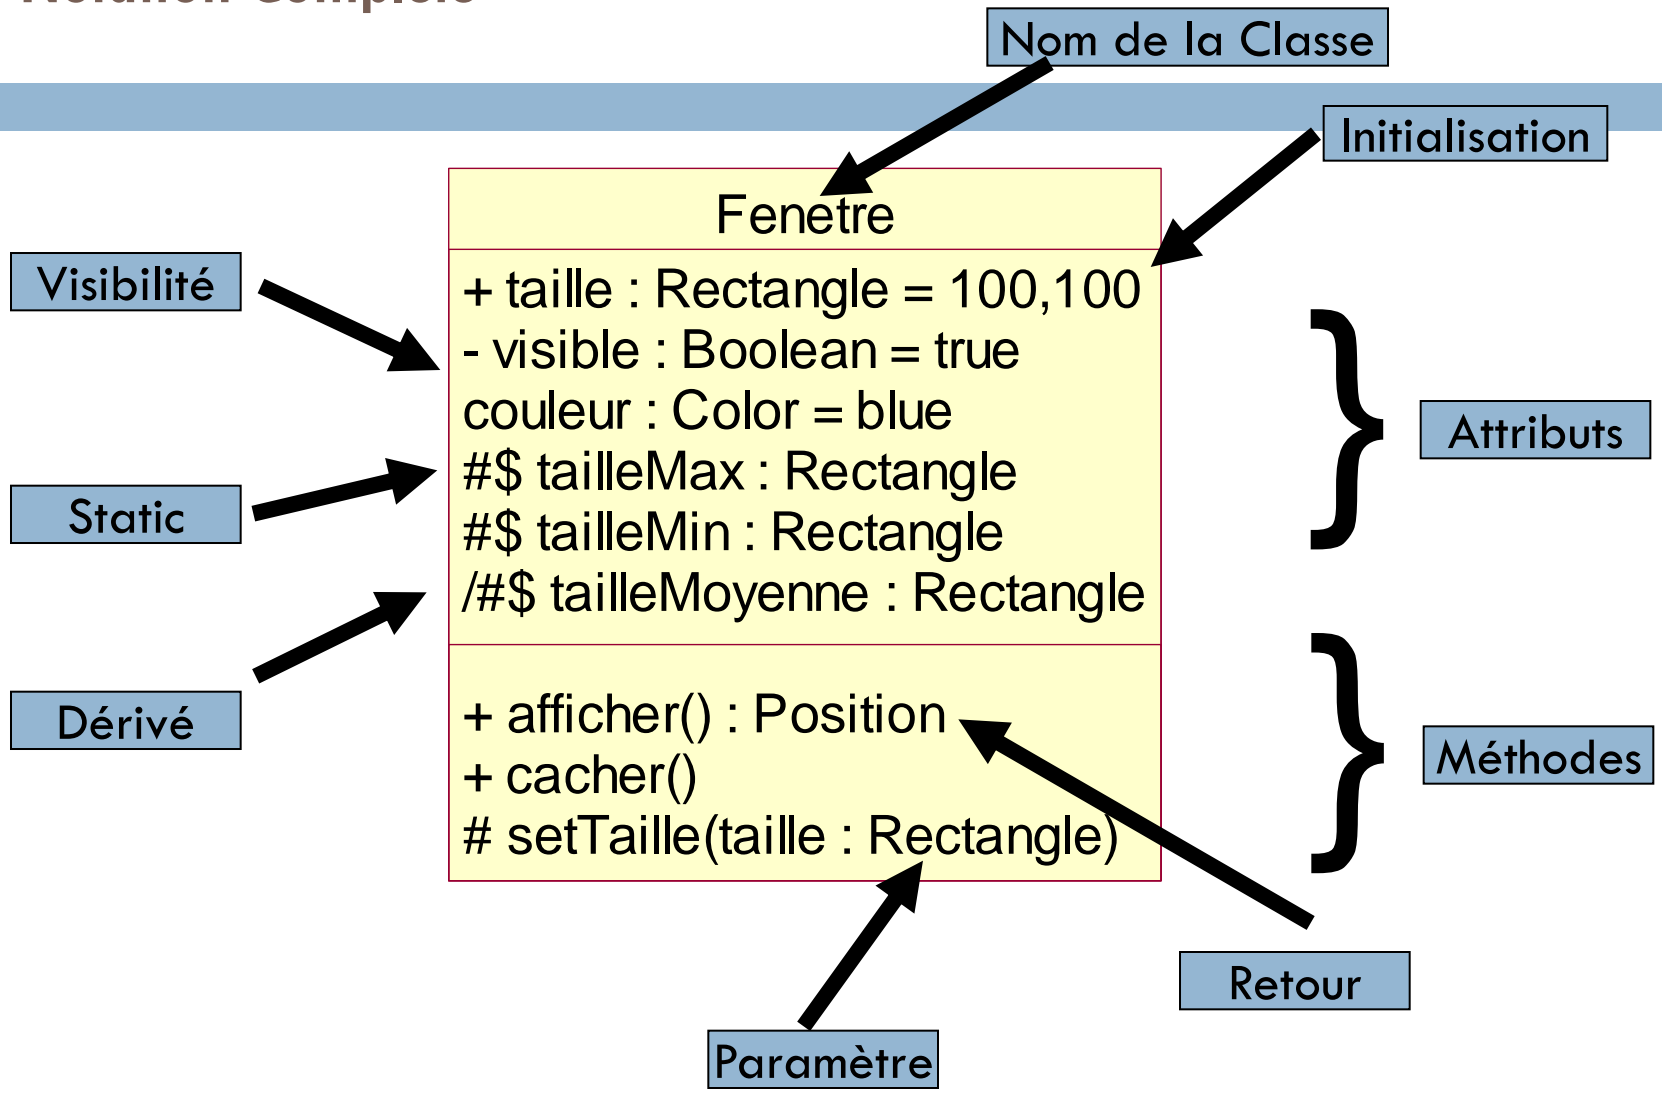 Nom de la Classe
Initialisation
Fenetre
Visibilité
+ taille : Rectangle = 100,100
- visible : Boolean = true
couleur : Color = blue
Attributs
#$ tailleMax : Rectangle
Static
#$ tailleMin : Rectangle
/#$ tailleMoyenne : Rectangle
Dérivé
+ afficher() : Position
Méthodes
+ cacher()
# setTaille(taille : Rectangle)
Retour
Paramètre